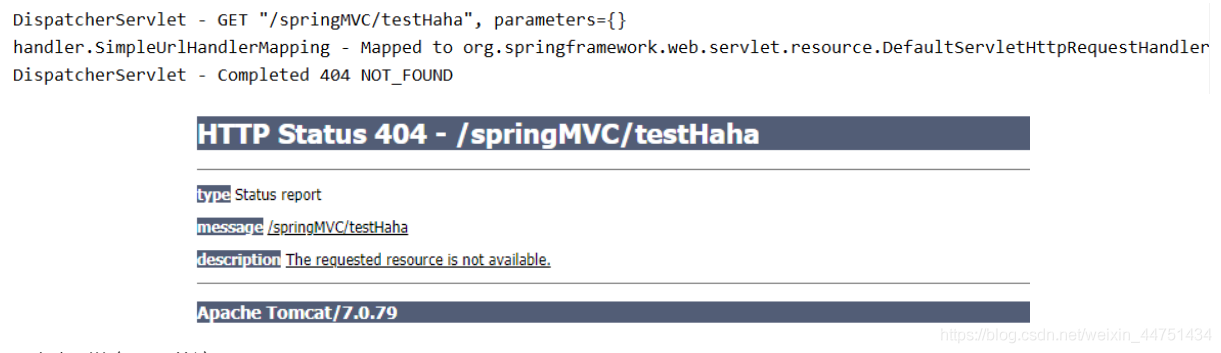 DispatcherServlet - GET "/springMVC/testHaha", parameters={}
handler.SimpleUrlHandlerMapping - Mapped to org.springframework.web.servlet.resource.DefaultServletHttpRequestHandler
DispatcherServlet - Completed 404 NOT_FOUND
HTTP Status 404 - /springMVC/testHaha
type Status report
message /springMVC/testHaha
description The requested resource is not available.
Apache Tomcat/7.0.79
https://blog.csdn.net/weixin_44751434